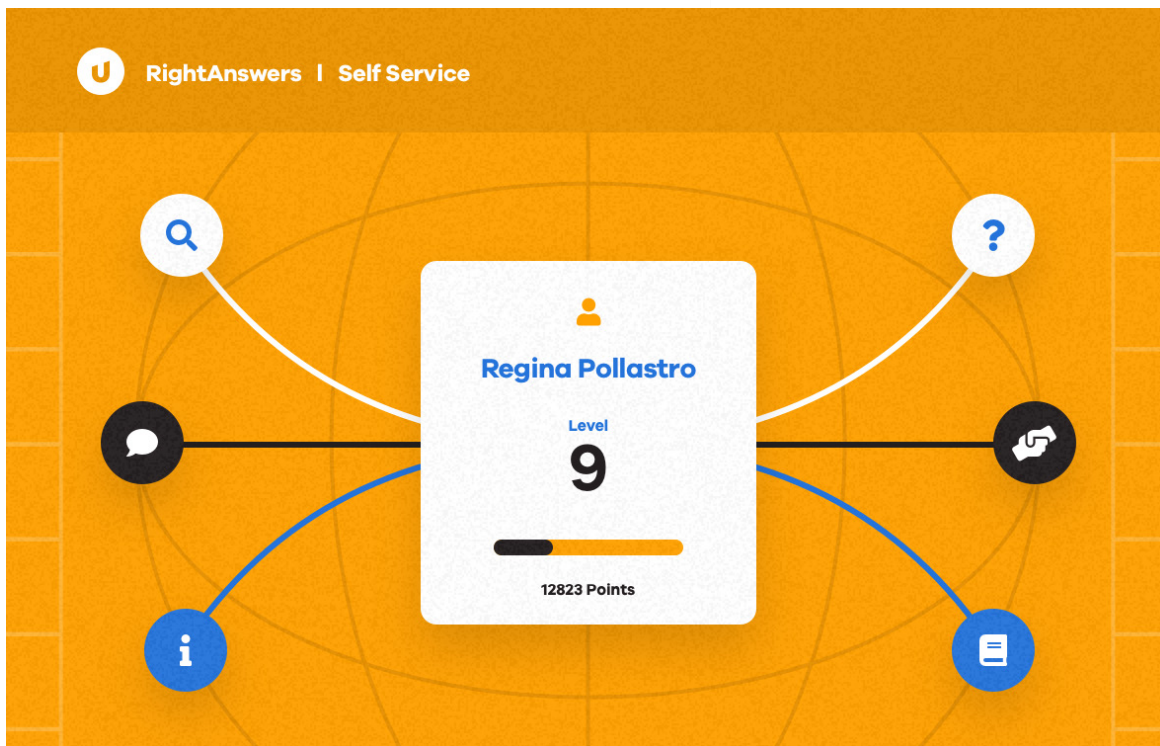 RightAnswers | Self Service
Regina Pollastro
Level
9
12823 Points